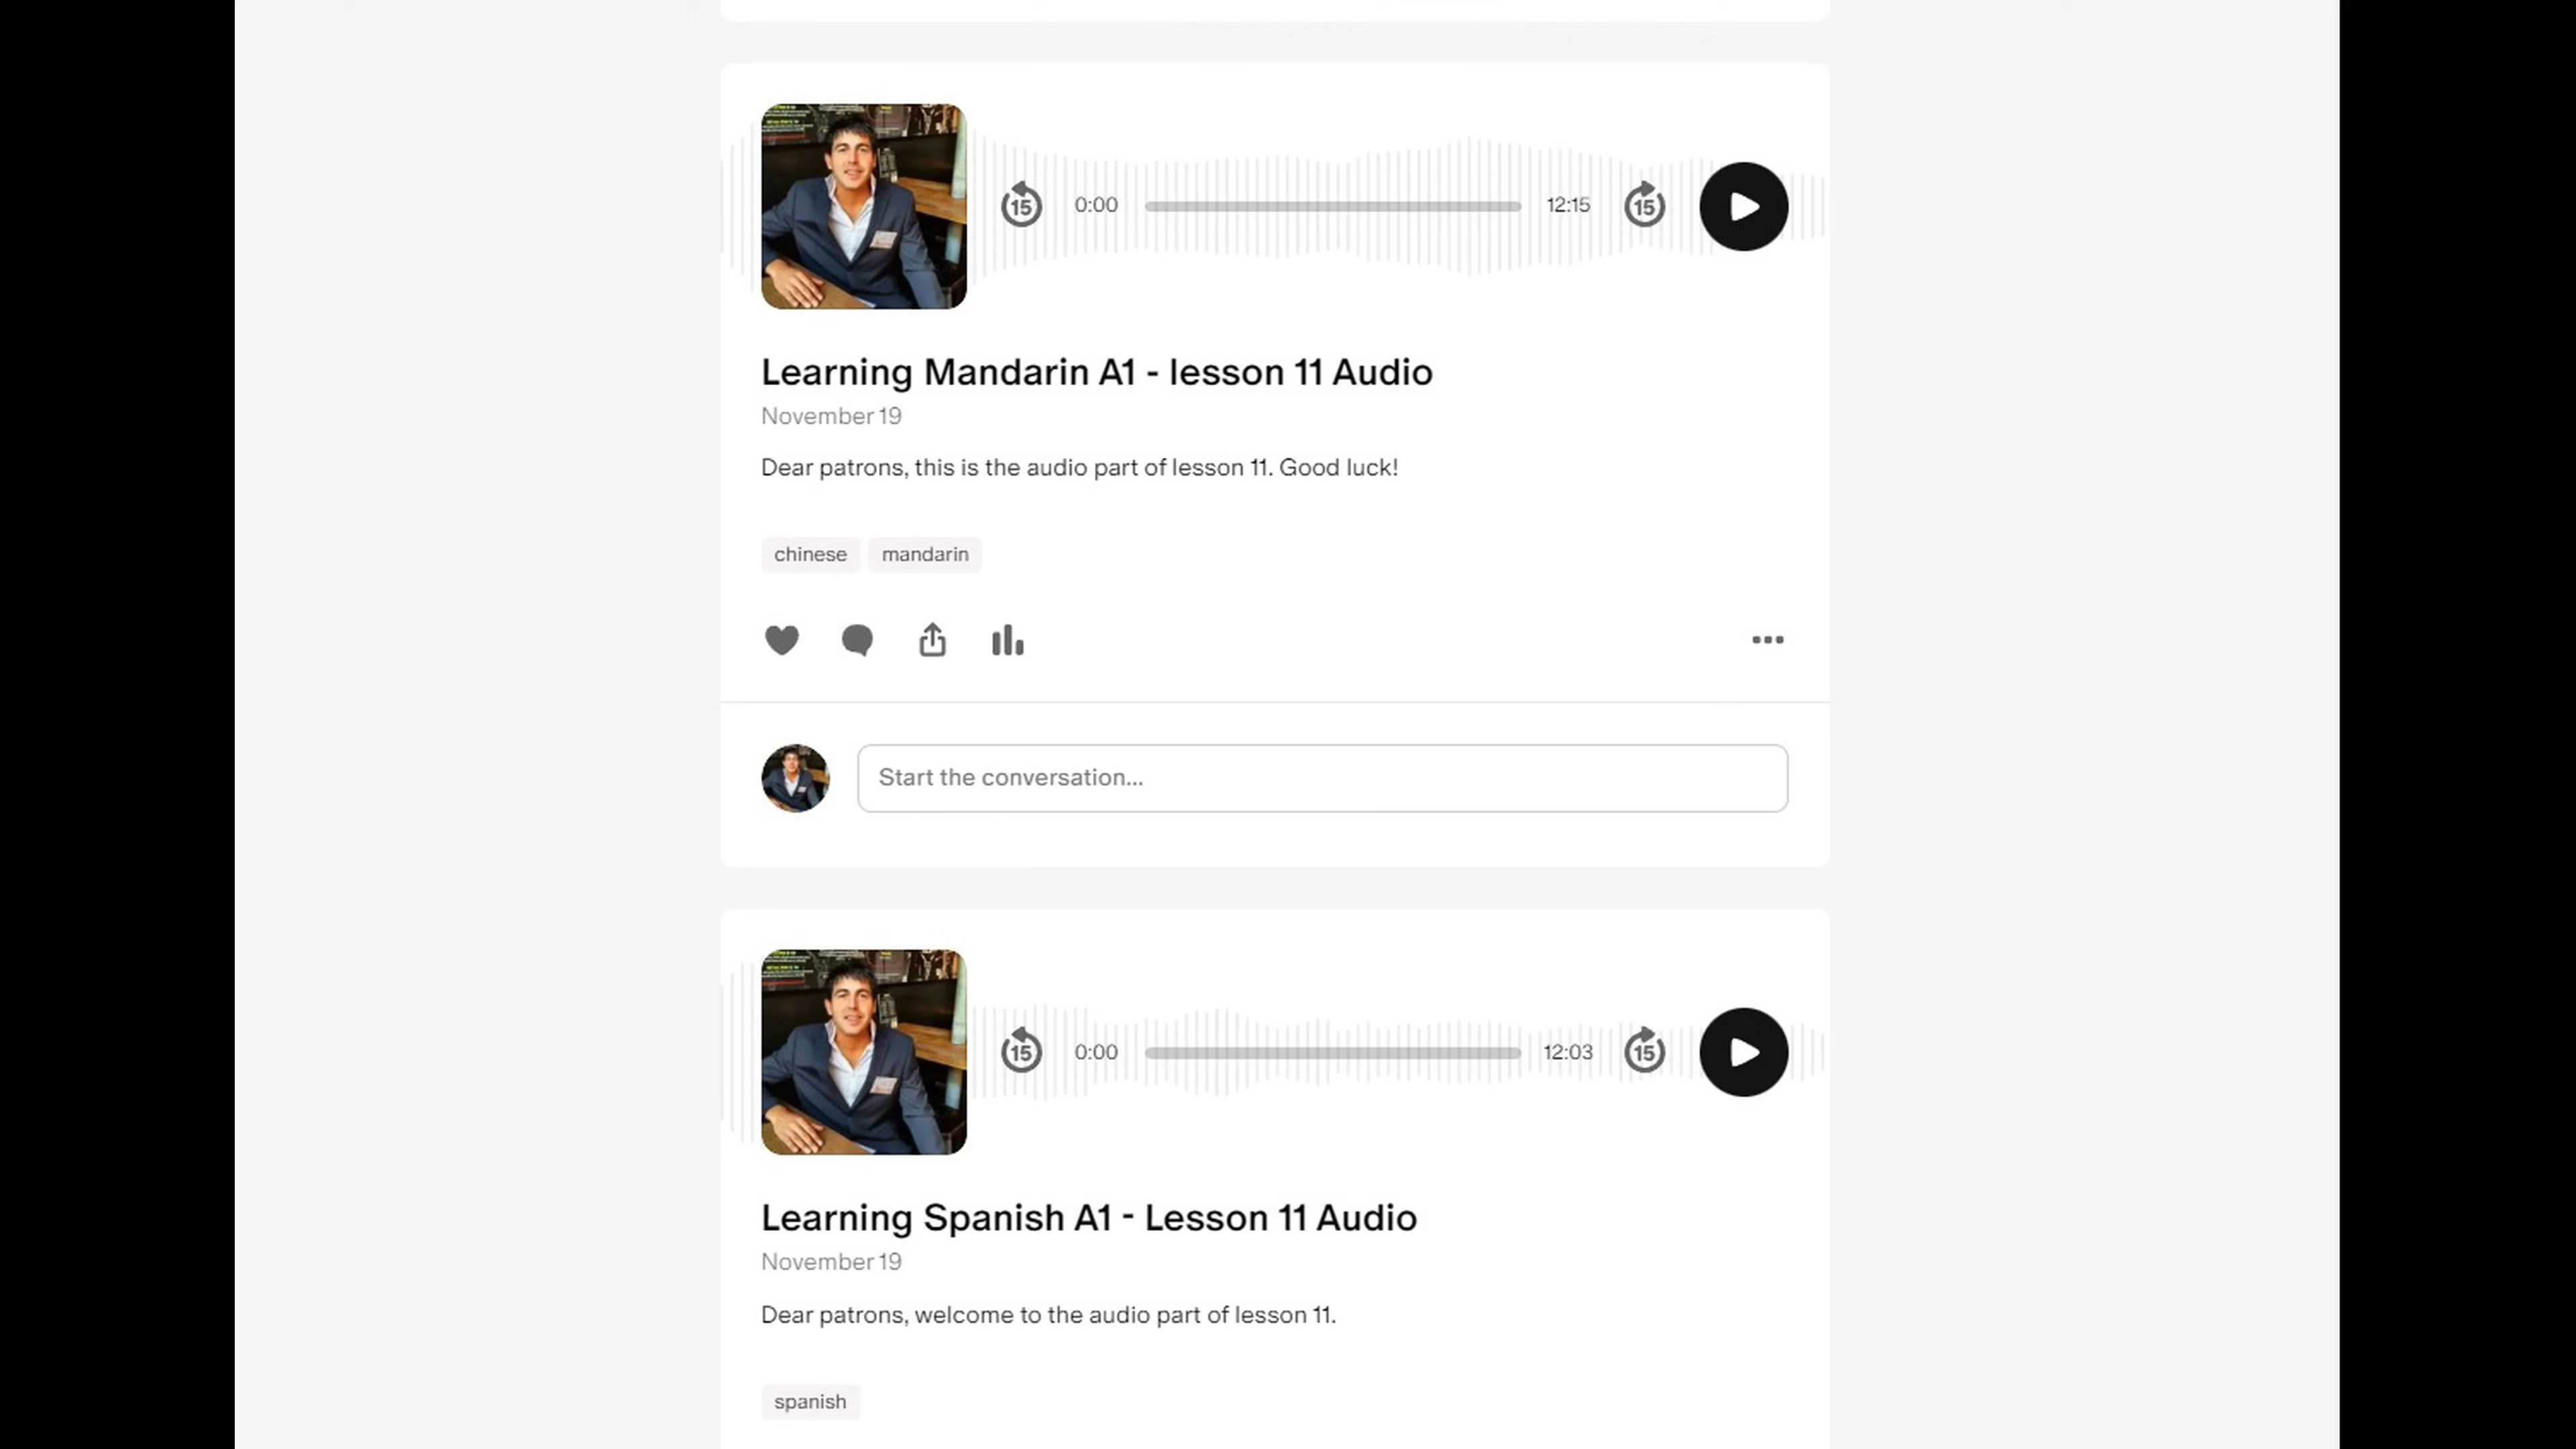 15
0:00
12:15
15
Learning Mandarin A1 - lesson 11 Audio
November 19
Dear patrons, this is the audio part of lesson 11. Good luck!
chinese
mandarin
Start the conversation...
15
0:00
12:03
15
Learning Spanish A1 - Lesson 11 Audio
November 19
Dear patrons, welcome to the audio part of lesson 11.
spanish